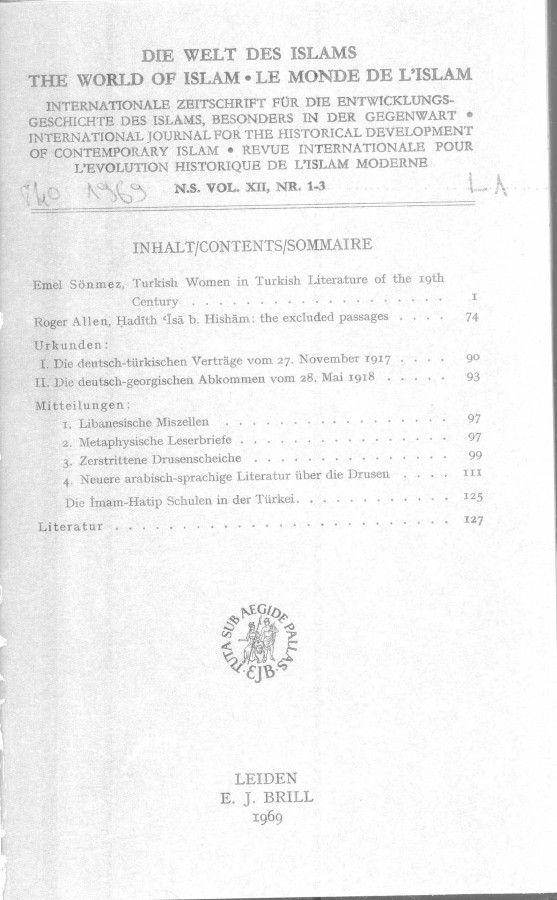 DIE WELT DES ISLAMS
THE WORLD OF ISLAM • LE MONDE DE L'ISLAM
INTERNATIONALE ZEITSCHRIFT FÜR DIE ENTWICKLUNGS-
GESCHICHTE DES ISLAMS, BESONDERS IN DER GEGENWART •
INTERNATIONAL JOURNAL FOR THE HISTORICAL DEVELOPMENT
OF CONTEMPORARY ISLAM • REVUE INTERNATIONALE POUR
L'EVOLUTION HISTORIQUE DE L'ISLAM MODERNE
1969 N.S. VOL. XII, NR. 1-3
INHALT/CONTENTS/SOMMAIRE
Emel Sönmez, Turkish Women in Turkish Literature of the 19th
Century . . . . . . . . . . . . . . . . . . . 1
Roger Allen, Ḥadīth ʿĪsā b. Hishām: the excluded passages . . . . 74
Urkunden:
I. Die deutsch-türkischen Verträge vom 27. November 1917 . . . . 90
II. Die deutsch-georgischen Abkommen vom 28. Mai 1918 . . . . . 93
Mitteilungen:
1. Libanesische Miszellen . . . . . . . . . . . . . . . . . 97
2. Metaphysische Leserbriefe . . . . . . . . . . . . . . . . 97
3. Zerstrittene Drusenscheiche . . . . . . . . . . . . . . . 99
4. Neuere arabisch-sprachige Literatur über die Drusen . . . . 111
Die İmam-Hatip Schulen in der Türkei. . . . . . . . . . . . 125
Literatur . . . . . . . . . . . . . . . . . . . . . . . . . 127
TUTA SUB AEGIDE PALLAS
EJB
LEIDEN
E. J. BRILL
1969